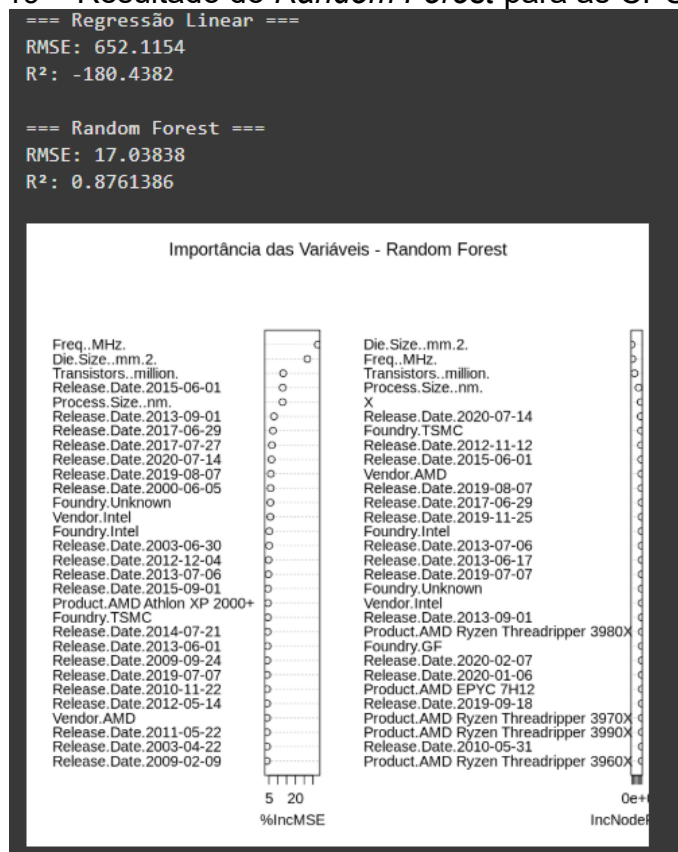 Resultado do Random Forest para as
=== Regressão Linear ===
RMSE: 652.1154
R²: -180.4382
=== Random Forest ===
RMSE: 17.03838
R²: 0.8761386
Importância das Variáveis - Random Forest
Freq..MHz.
Die.Size..mm.2.
Transistors..million.
Release.Date.2015-06-01
Process.Size..nm.
Release.Date.2013-09-01
Release.Date.2017-06-29
Release.Date.2017-07-27
Release.Date.2020-07-14
Release.Date.2019-08-07
Release.Date.2000-06-05
Foundry.Unknown
Vendor.Intel
Foundry.Intel
Release.Date.2003-06-30
Release.Date.2012-12-04
Release.Date.2013-07-06
Release.Date.2015-09-01
Product.AMD Athlon XP 2000+
Foundry.TSMC
Release.Date.2014-07-21
Release.Date.2013-06-01
Release.Date.2009-09-24
Release.Date.2019-07-07
Release.Date.2010-11-22
Release.Date.2012-05-14
Vendor.AMD
Release.Date.2011-05-22
Release.Date.2003-04-22
Release.Date.2009-02-09
5 20
%IncMSE
Die.Size..mm.2.
Freq..MHz.
Transistors..million.
Process.Size..nm.
X
Release.Date.2020-07-14
Foundry.TSMC
Release.Date.2012-11-12
Release.Date.2015-06-01
Vendor.AMD
Release.Date.2019-08-07
Release.Date.2017-06-29
Release.Date.2019-11-25
Foundry.Intel
Release.Date.2013-07-06
Release.Date.2013-06-17
Release.Date.2019-07-07
Foundry.Unknown
Vendor.Intel
Release.Date.2013-09-01
Product.AMD Ryzen Threadripper 3980X
Foundry.GF
Release.Date.2020-02-07
Release.Date.2020-01-06
Product.AMD EPYC 7H12
Release.Date.2019-09-18
Product.AMD Ryzen Threadripper 3970X
Product.AMD Ryzen Threadripper 3990X
Release.Date.2010-05-31
Product.AMD Ryzen Threadripper 3960X
0e+
IncNodeP